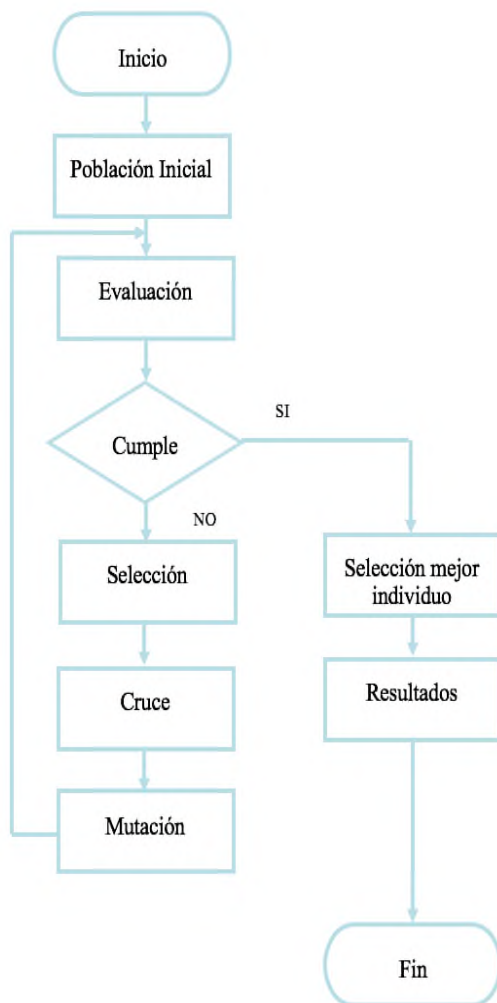 Inicio
Población Inicial
Evaluación
Cumple
SI
NO
Selección
Cruce
Mutación
Selección mejor
individuo
Resultados
Fin